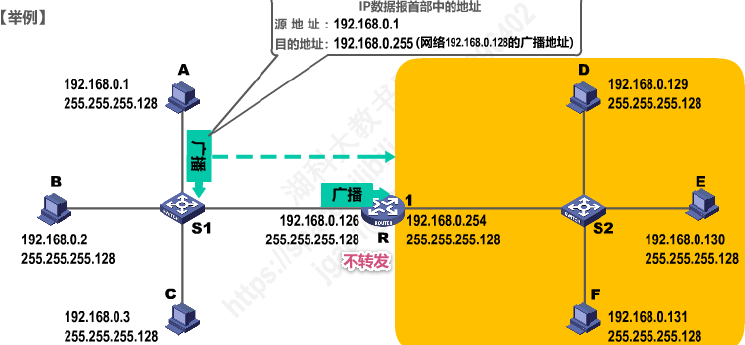 【举例】
IP数据报首部中的地址
源 地 址：192.168.0.1
目的地址：192.168.0.255 (网络192.168.0.128的广播地址)
A
192.168.0.1
255.255.255.128
D
192.168.0.129
255.255.255.128
广播
B
192.168.0.2
255.255.255.128
S1
广播
192.168.0.126
255.255.255.128
ROUTER
R
不转发
1
192.168.0.254
255.255.255.128
S2
E
192.168.0.130
255.255.255.128
C
192.168.0.3
255.255.255.128
F
192.168.0.131
255.255.255.128
湖科大教书